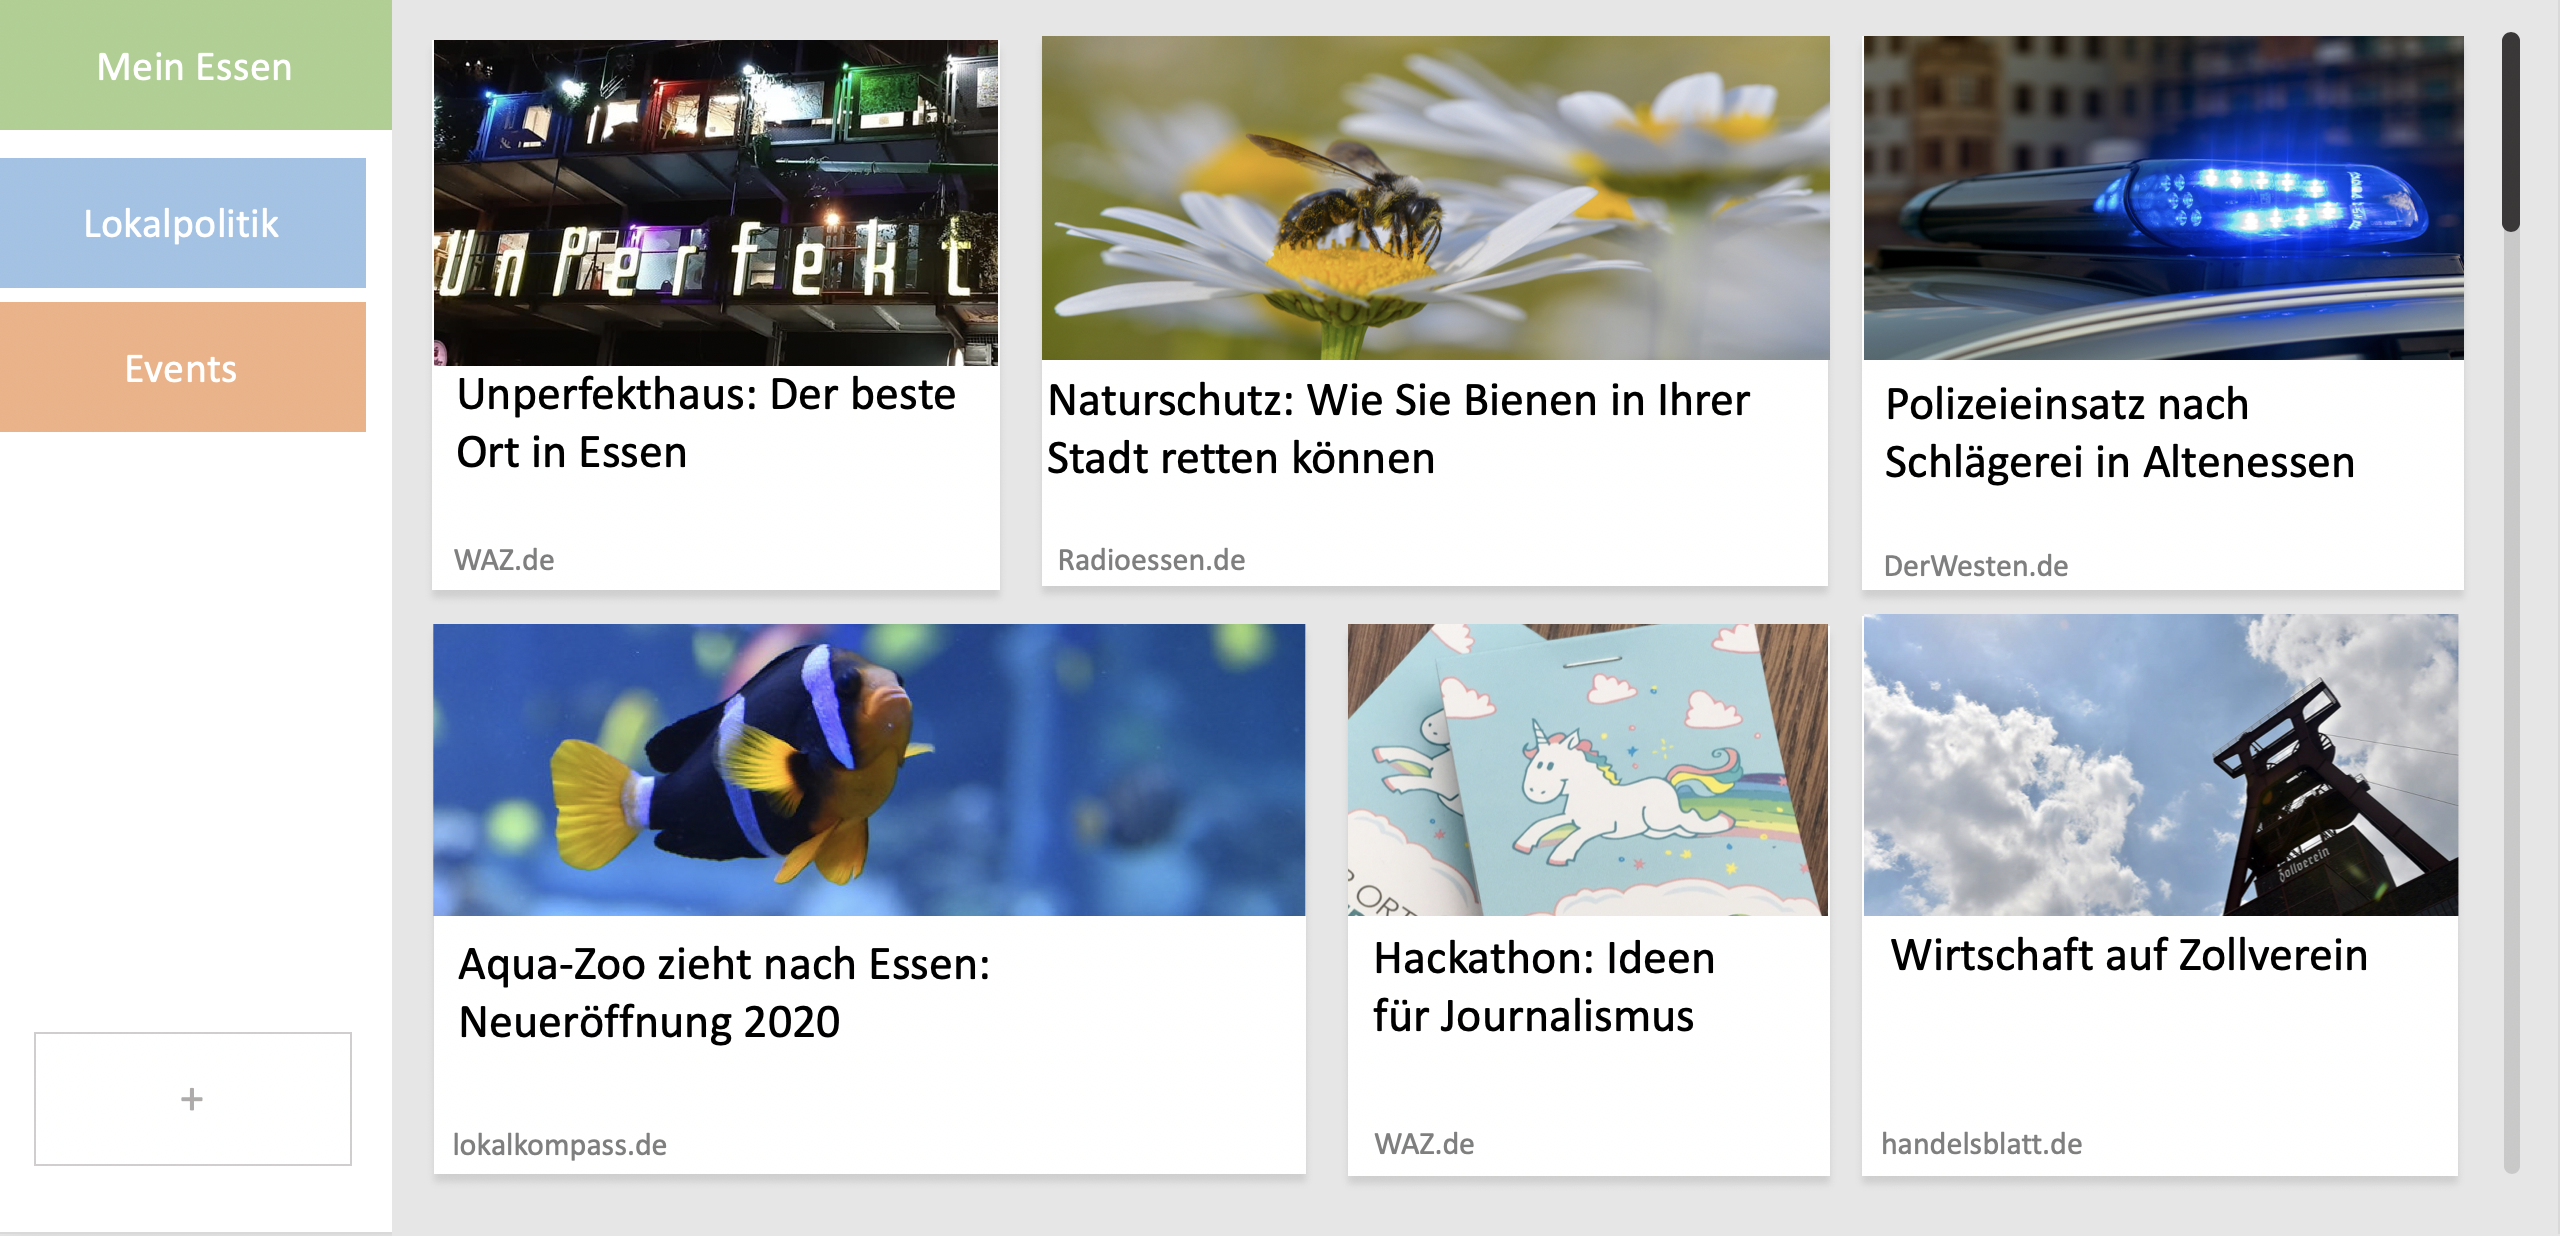 Mein Essen
Lokalpolitik
Events
+
UnPerfekt
Unperfekthaus: Der beste
Ort in Essen
WAZ.de
Naturschutz: Wie Sie Bienen in Ihrer
Stadt retten können
Radioessen.de
Polizeieinsatz nach
Schlägerei in Altenessen
DerWesten.de
Aqua-Zoo zieht nach Essen:
Neueröffnung 2020
lokalkompass.de
ORT
Hackathon: Ideen
für Journalismus
WAZ.de
Zollverein
Wirtschaft auf Zollverein
handelsblatt.de